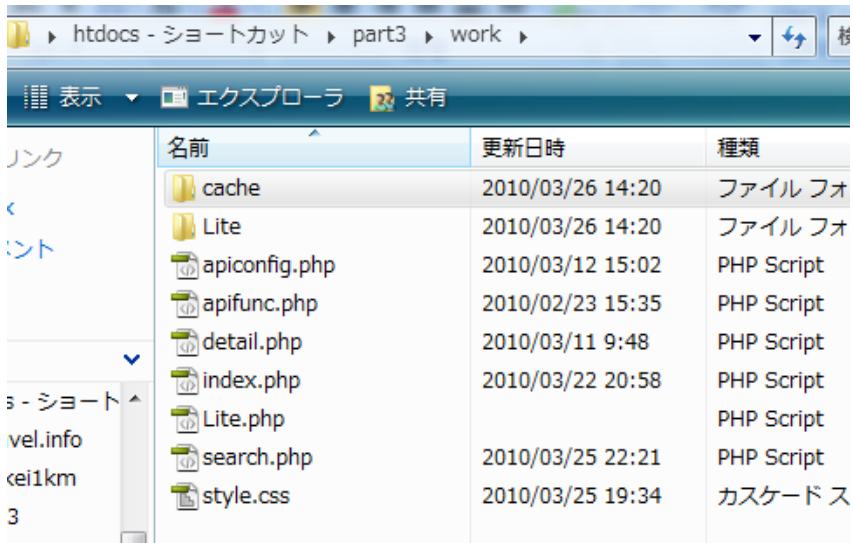 htdocs - ショートカット ▸ part3 ▸ work ▸
表示 エクスプローラ 共有
リンク
名前 更新日時 種類
cache 2010/03/26 14:20 ファイル フォ
Lite 2010/03/26 14:20 ファイル フォ
メント
apiconfig.php 2010/03/12 15:02 PHP Script
apifunc.php 2010/02/23 15:35 PHP Script
detail.php 2010/03/11 9:48 PHP Script
index.php 2010/03/22 20:58 PHP Script
s - ショート
Lite.php PHP Script
vel.info
search.php 2010/03/25 22:21 PHP Script
kei1km
style.css 2010/03/25 19:34 カスケード ス
3